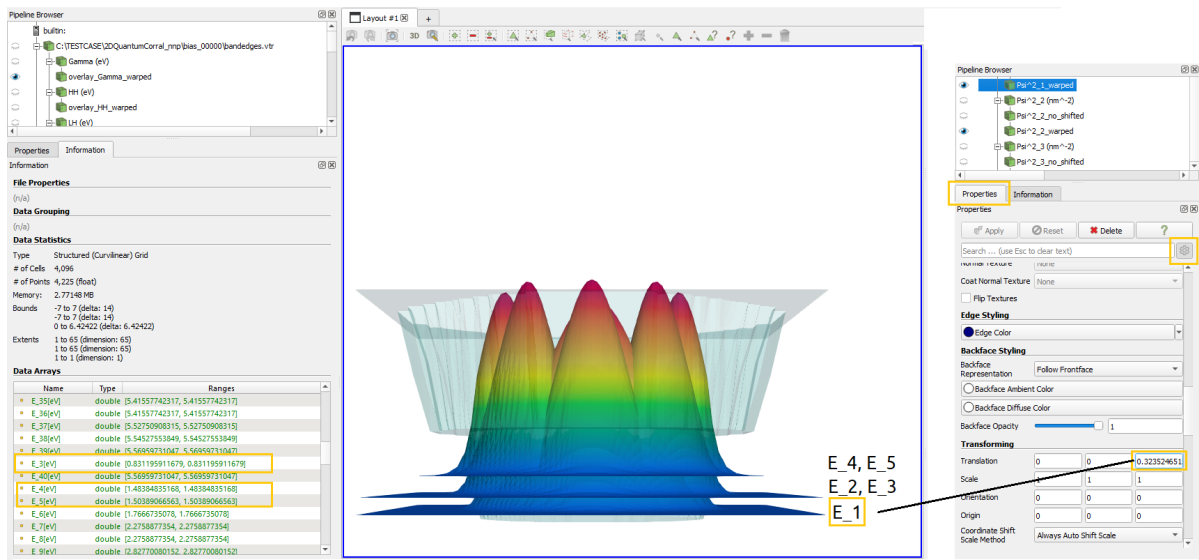 Pipeline Browser
builtin:
C:\TESTCASE\2DQuantumCorral_nnp\bias_00000\bandedges.vtr
Gamma (eV)
overlay_Gamma_warped
HH (eV)
overlay_HH_warped
LH (eV)
Properties
Information
Information
File Properties
(n/a)
Data Grouping
(n/a)
Data Statistics
Type Structured (Curvilinear) Grid
# of Cells 4,096
# of Points 4,225 (float)
Memory: 2.77148 MB
Bounds -7 to 7 (delta: 14)
-7 to 7 (delta: 14)
0 to 6.42422 (delta: 6.42422)
Extents 1 to 65 (dimension: 65)
1 to 65 (dimension: 65)
1 to 1 (dimension: 1)
Data Arrays
Name Type Ranges
E_35[eV] double [5.41557742317, 5.41557742317]
E_36[eV] double [5.41557742317, 5.41557742317]
E_37[eV] double [5.52750908315, 5.52750908315]
E_38[eV] double [5.54527553849, 5.54527553849]
E_39[eV] double [5.56959731047, 5.56959731047]
E_3[eV] double [0.831195911679, 0.831195911679]
E_40[eV] double [5.56959731047, 5.56959731047]
E_4[eV] double [1.48384835168, 1.48384835168]
E_5[eV] double [1.50389066563, 1.50389066563]
E_6[eV] double [1.7666735078, 1.7666735078]
E_7[eV] double [2.2758877354, 2.2758877354]
E_8[eV] double [2.2758877354, 2.2758877354]
E_9[eV] double [2.82770080152, 2.82770080152]
Layout #1
+
3D
E_4, E_5
E_2, E_3
E_1
Pipeline Browser
Psi^2_1_warped
Psi^2_2 (nm^-2)
Psi^2_2_no_shifted
Psi^2_2_warped
Psi^2_3 (nm^-2)
Psi^2_3_no_shifted
Properties
Information
Properties
Apply
Reset
Delete
?
Search ... (use Esc to clear text)
Normal Texture None
Coat Normal Texture None
Flip Textures
Edge Styling
Edge Color
Backface Styling
Backface Representation Follow Frontface
Backface Ambient Color
Backface Diffuse Color
Backface Opacity 1
Transforming
Translation 0 0 0.323524651
Scale 1 1 1
Orientation 0 0 0
Origin 0 0 0
Coordinate Shift Scale Method Always Auto Shift Scale